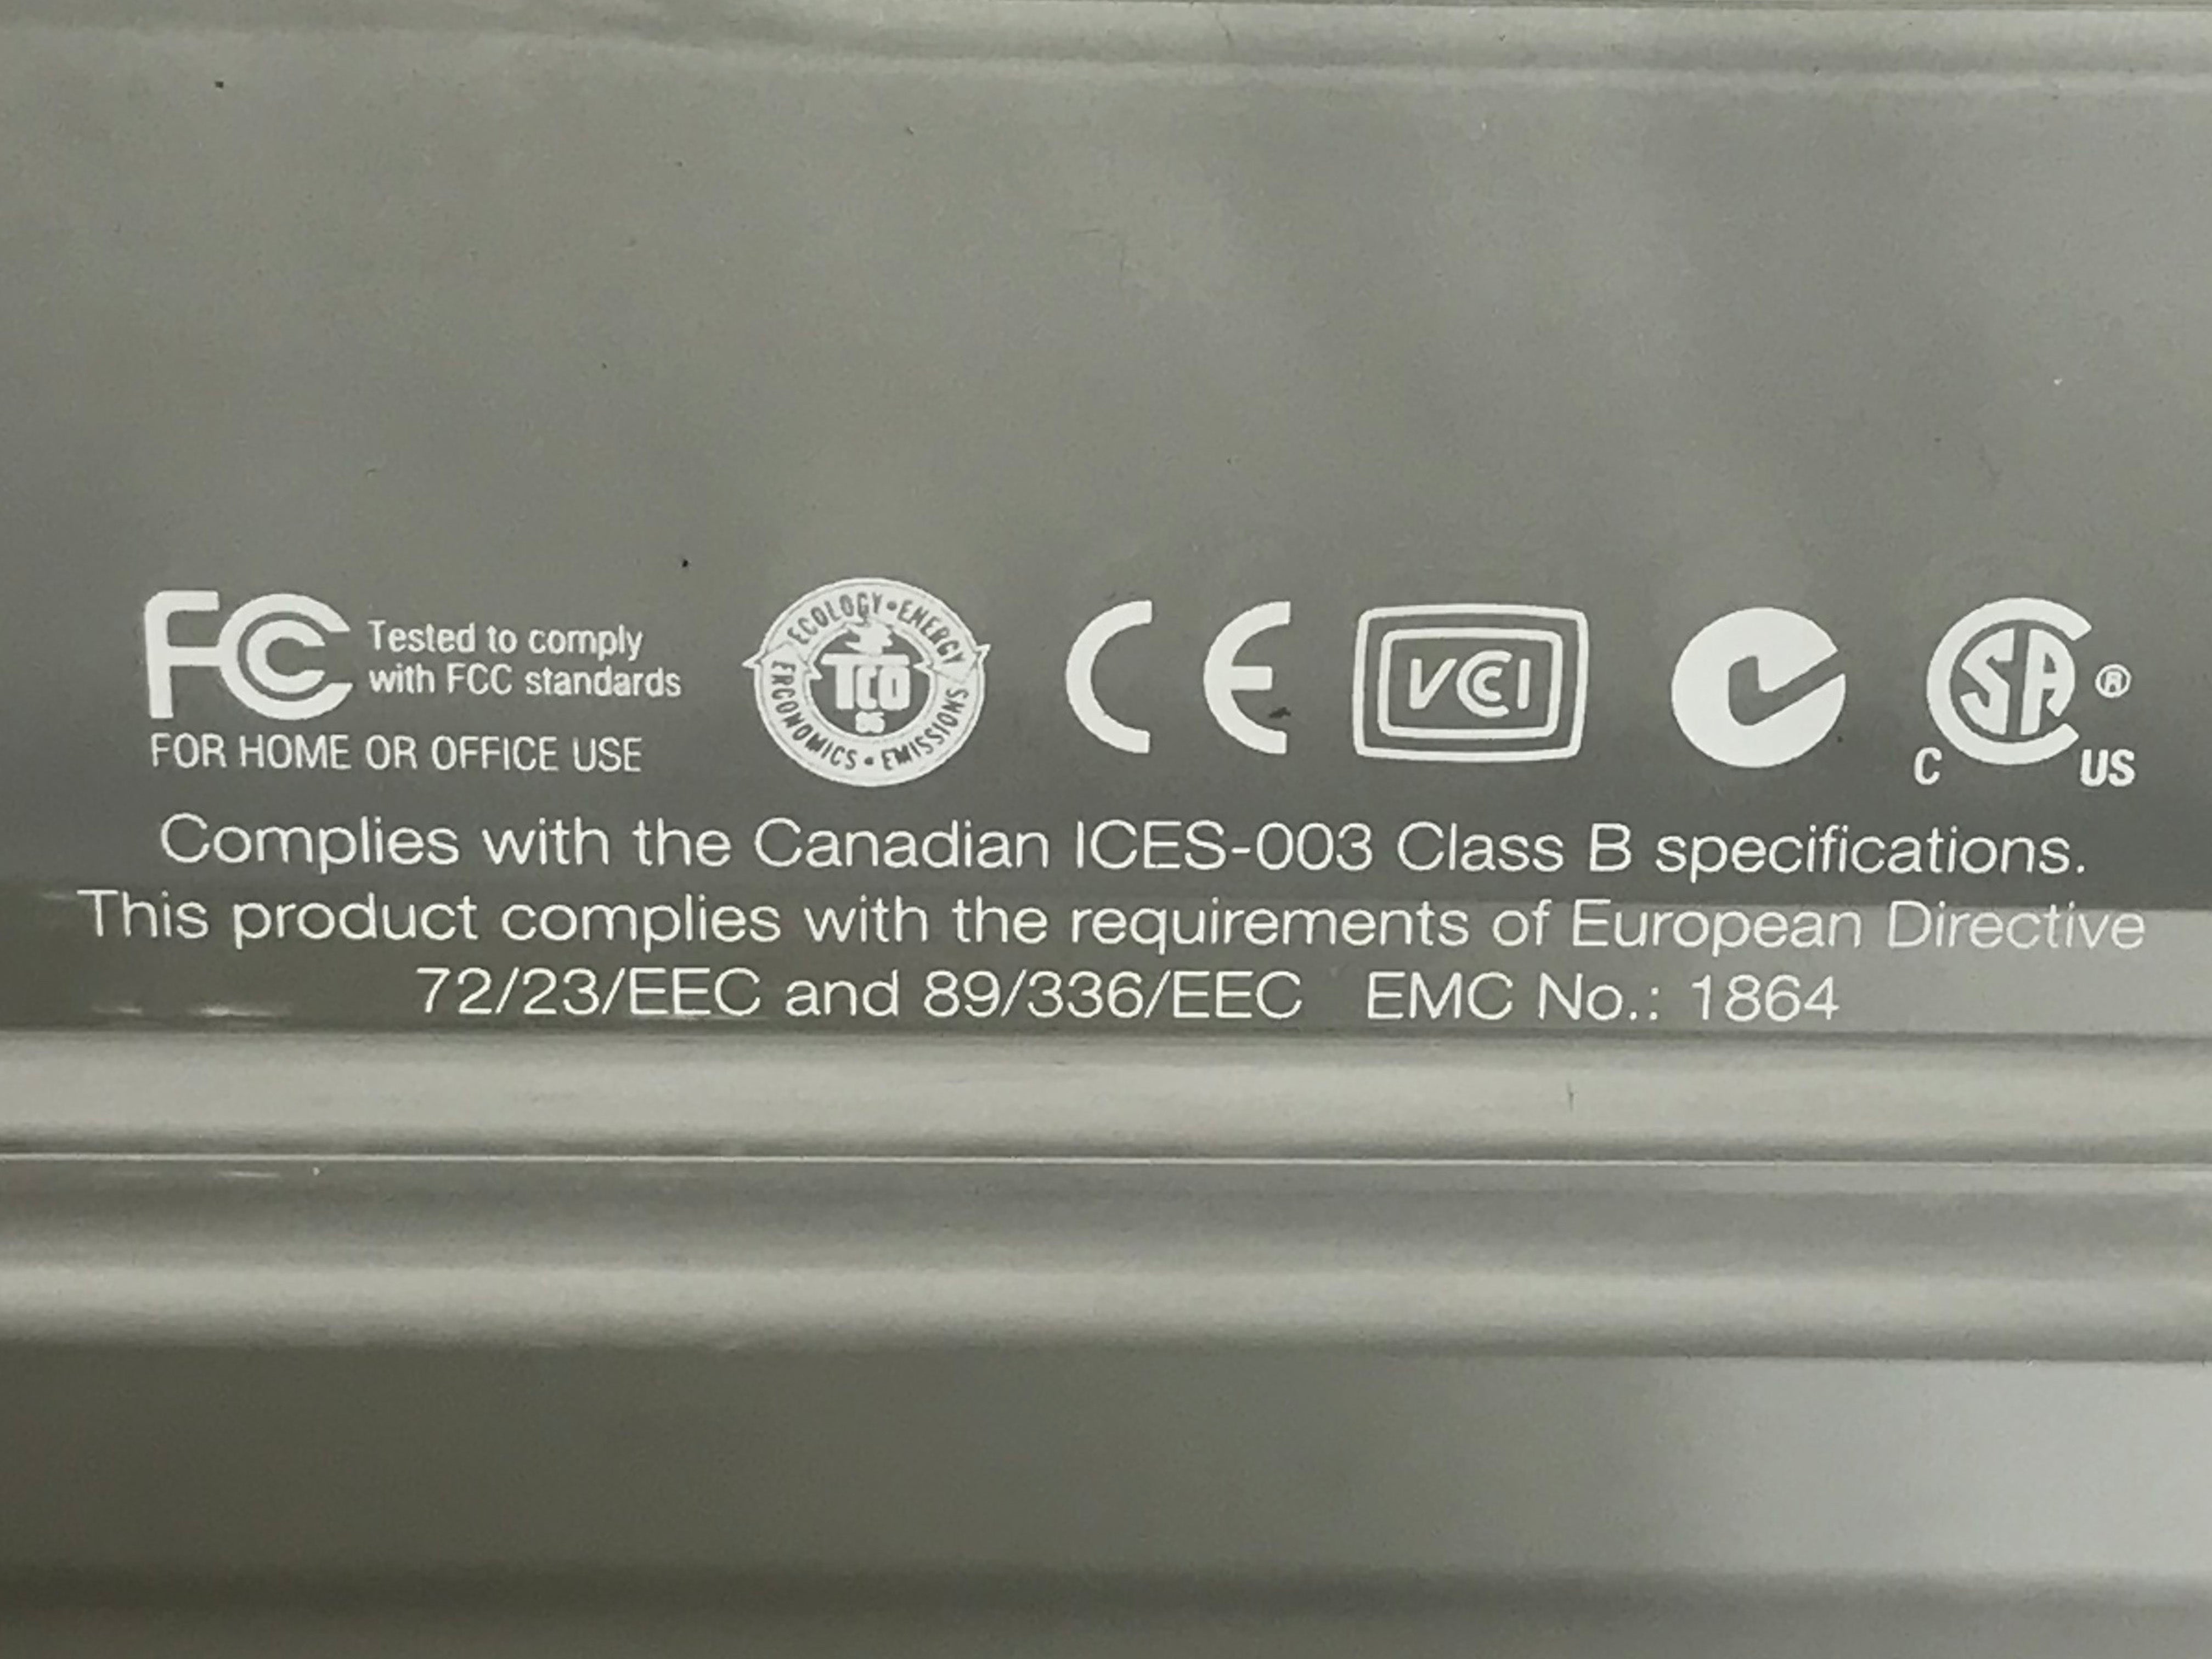 FC Tested to comply
with FCC standards
FOR HOME OR OFFICE USE
ECOLOGY • ENERGY
TCO
95
ERGONOMICS • EMISSIONS
CE
VCCI
C SA ® US
Complies with the Canadian ICES-003 Class B specifications.
This product complies with the requirements of European Directive
72/23/EEC and 89/336/EEC EMC No.: 1864